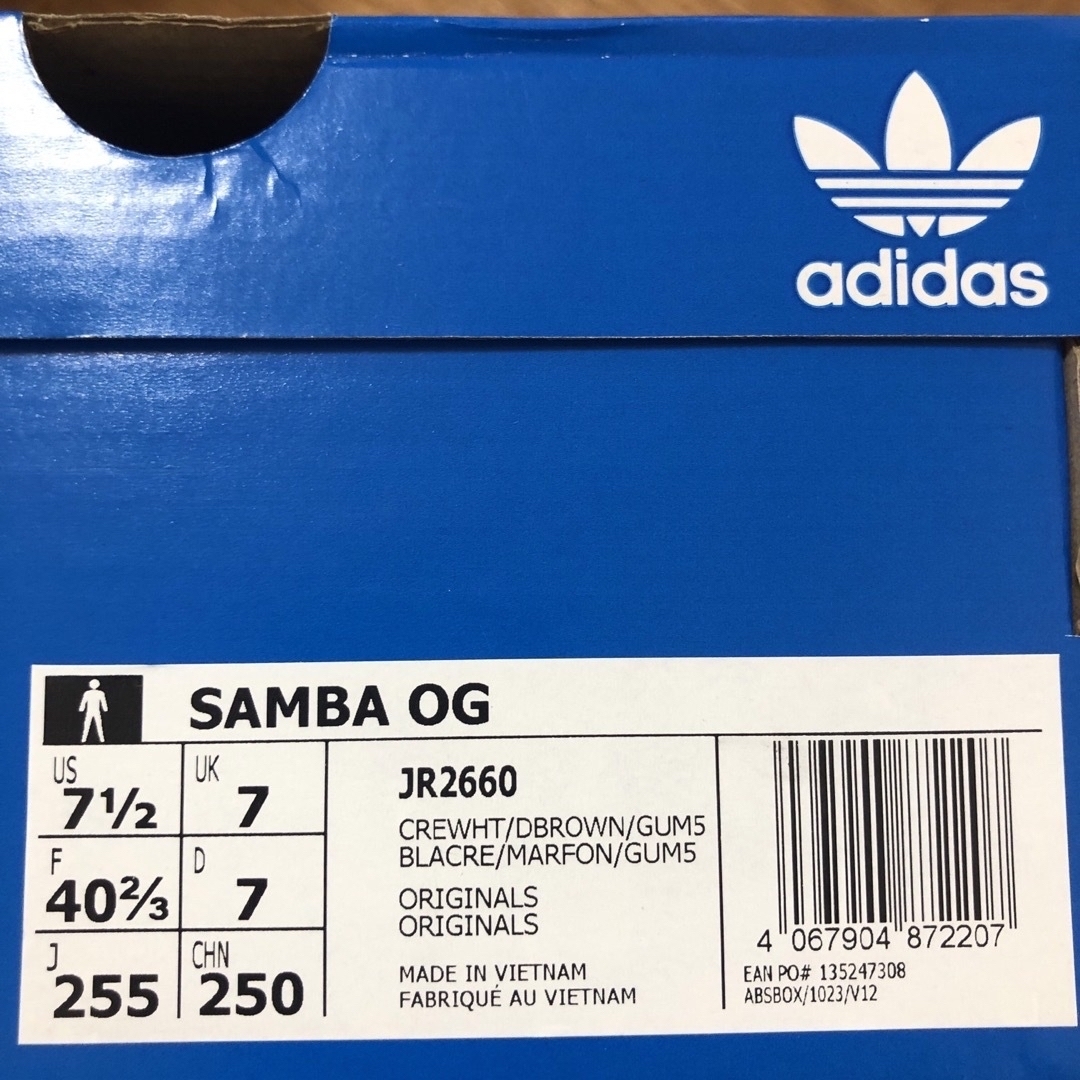 adidas
SAMBA OG
US
7½
UK
7
F
40⅔
D
7
J
255
CHN
250
JR2660
CREWHT/DBROWN/GUM5
BLACRE/MARFON/GUM5
ORIGINALS
ORIGINALS
MADE IN VIETNAM
FABRIQUÉ AU VIETNAM
4 067904 872207
EAN PO# 135247308
ABSBOX/1023/V12